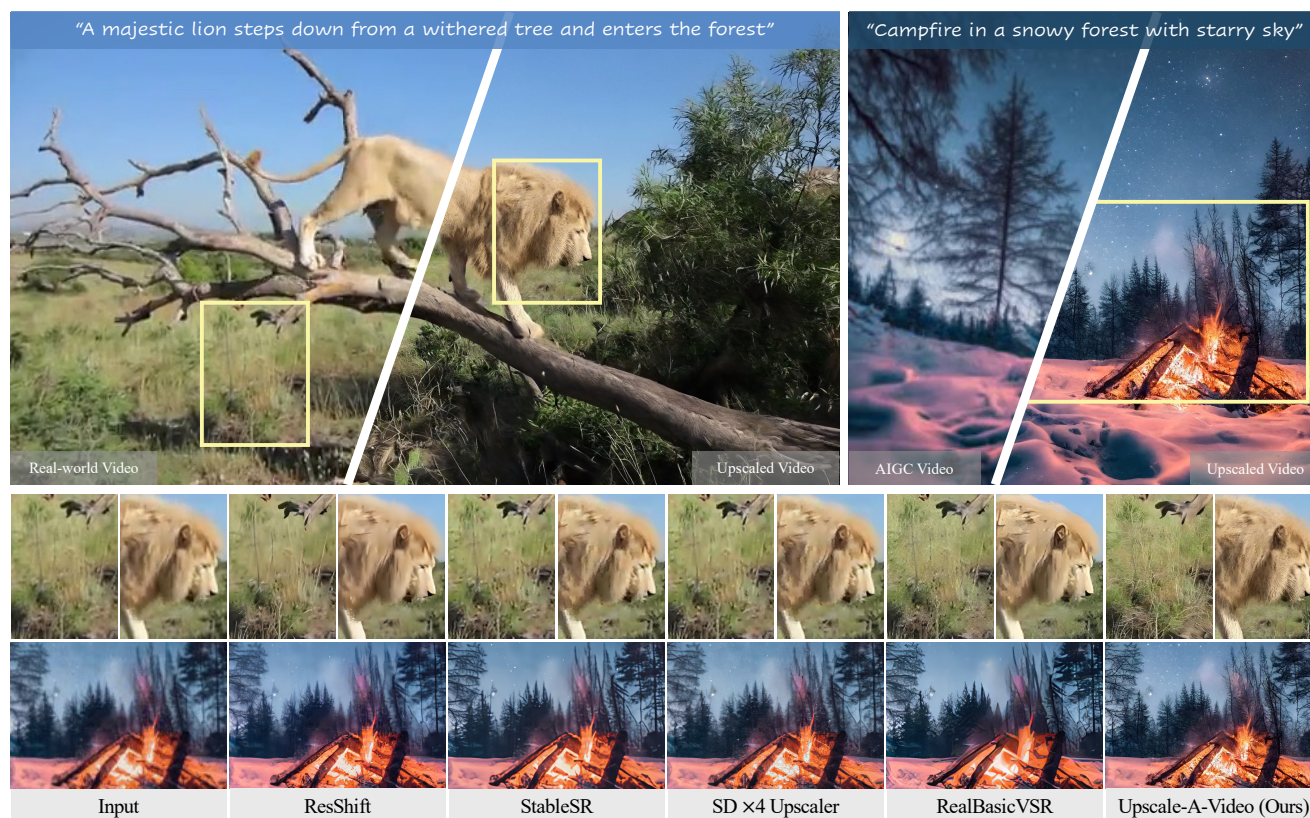 “A majestic lion steps down from a withered tree and enters the forest”
“Campfire in a snowy forest with starry sky”
Real-world Video
Upscaled Video
AIGC Video
Upscaled Video
Input
ResShift
StableSR
SD ×4 Upscaler
RealBasicVSR
Upscale-A-Video (Ours)